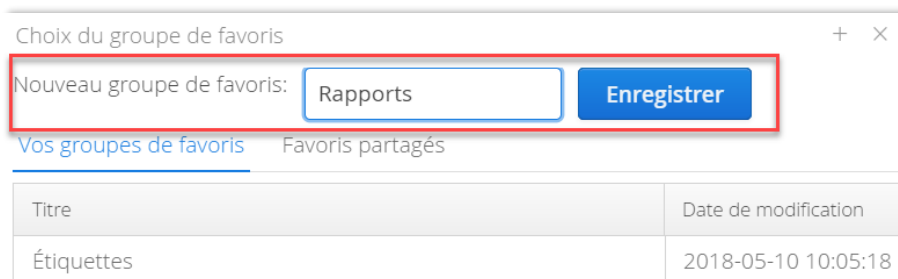 Choix du groupe de favoris
Nouveau groupe de favoris: Rapports Enregistrer
Vos groupes de favoris Favoris partagés
Titre Date de modification
Étiquettes 2018-05-10 10:05:18